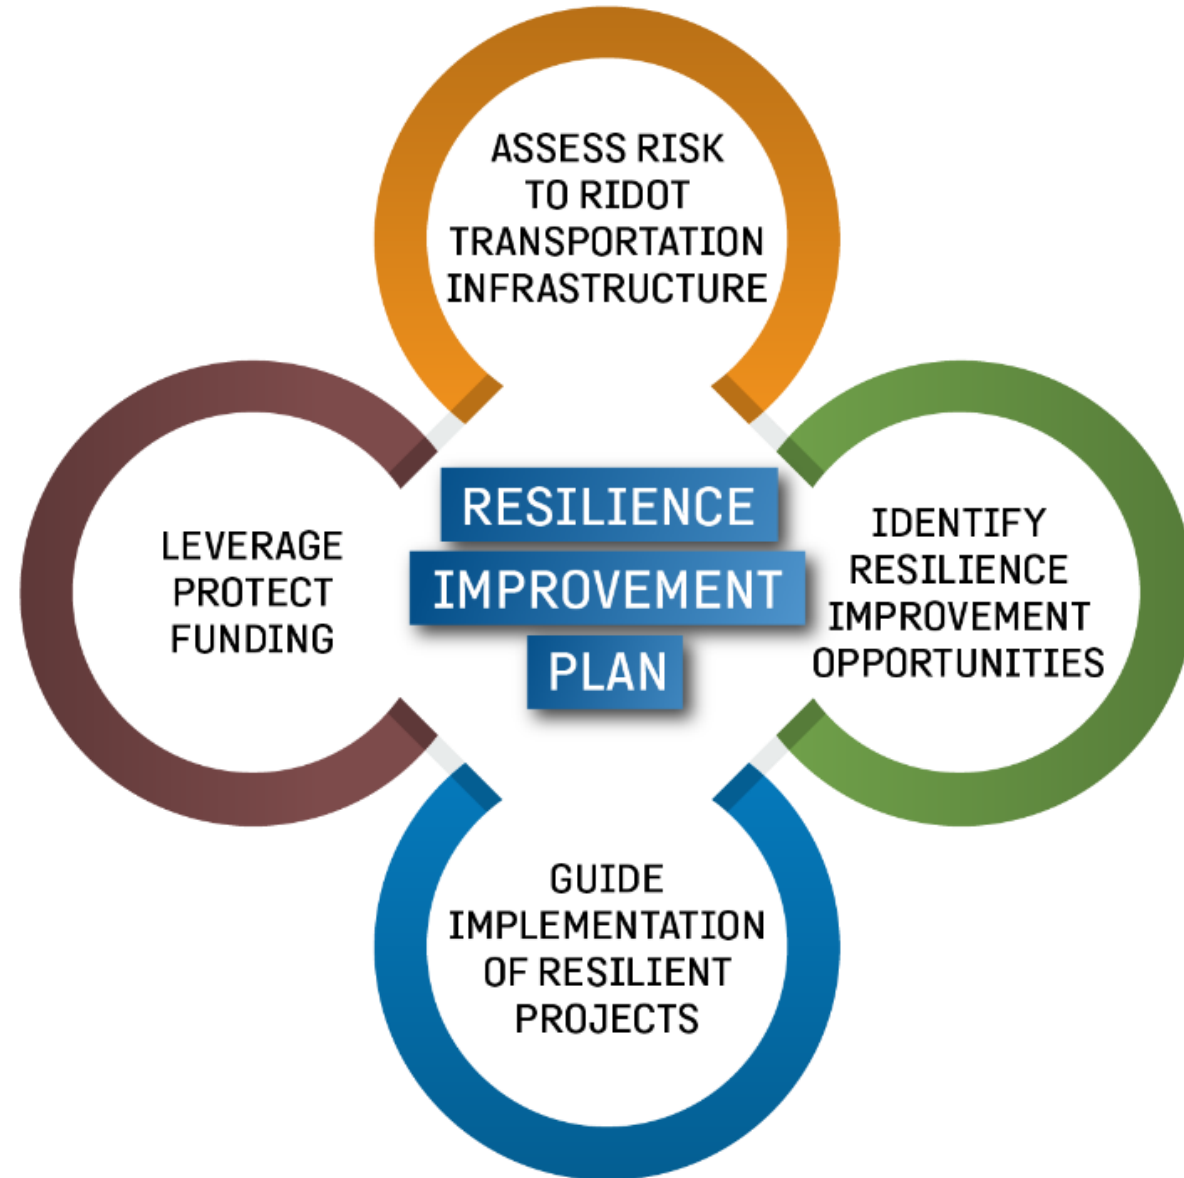 ASSESS RISK
TO RIDOT
TRANSPORTATION
INFRASTRUCTURE
LEVERAGE
PROTECT
FUNDING
RESILIENCE
IMPROVEMENT
PLAN
IDENTIFY
RESILIENCE
IMPROVEMENT
OPPORTUNITIES
GUIDE
IMPLEMENTATION
OF RESILIENT
PROJECTS